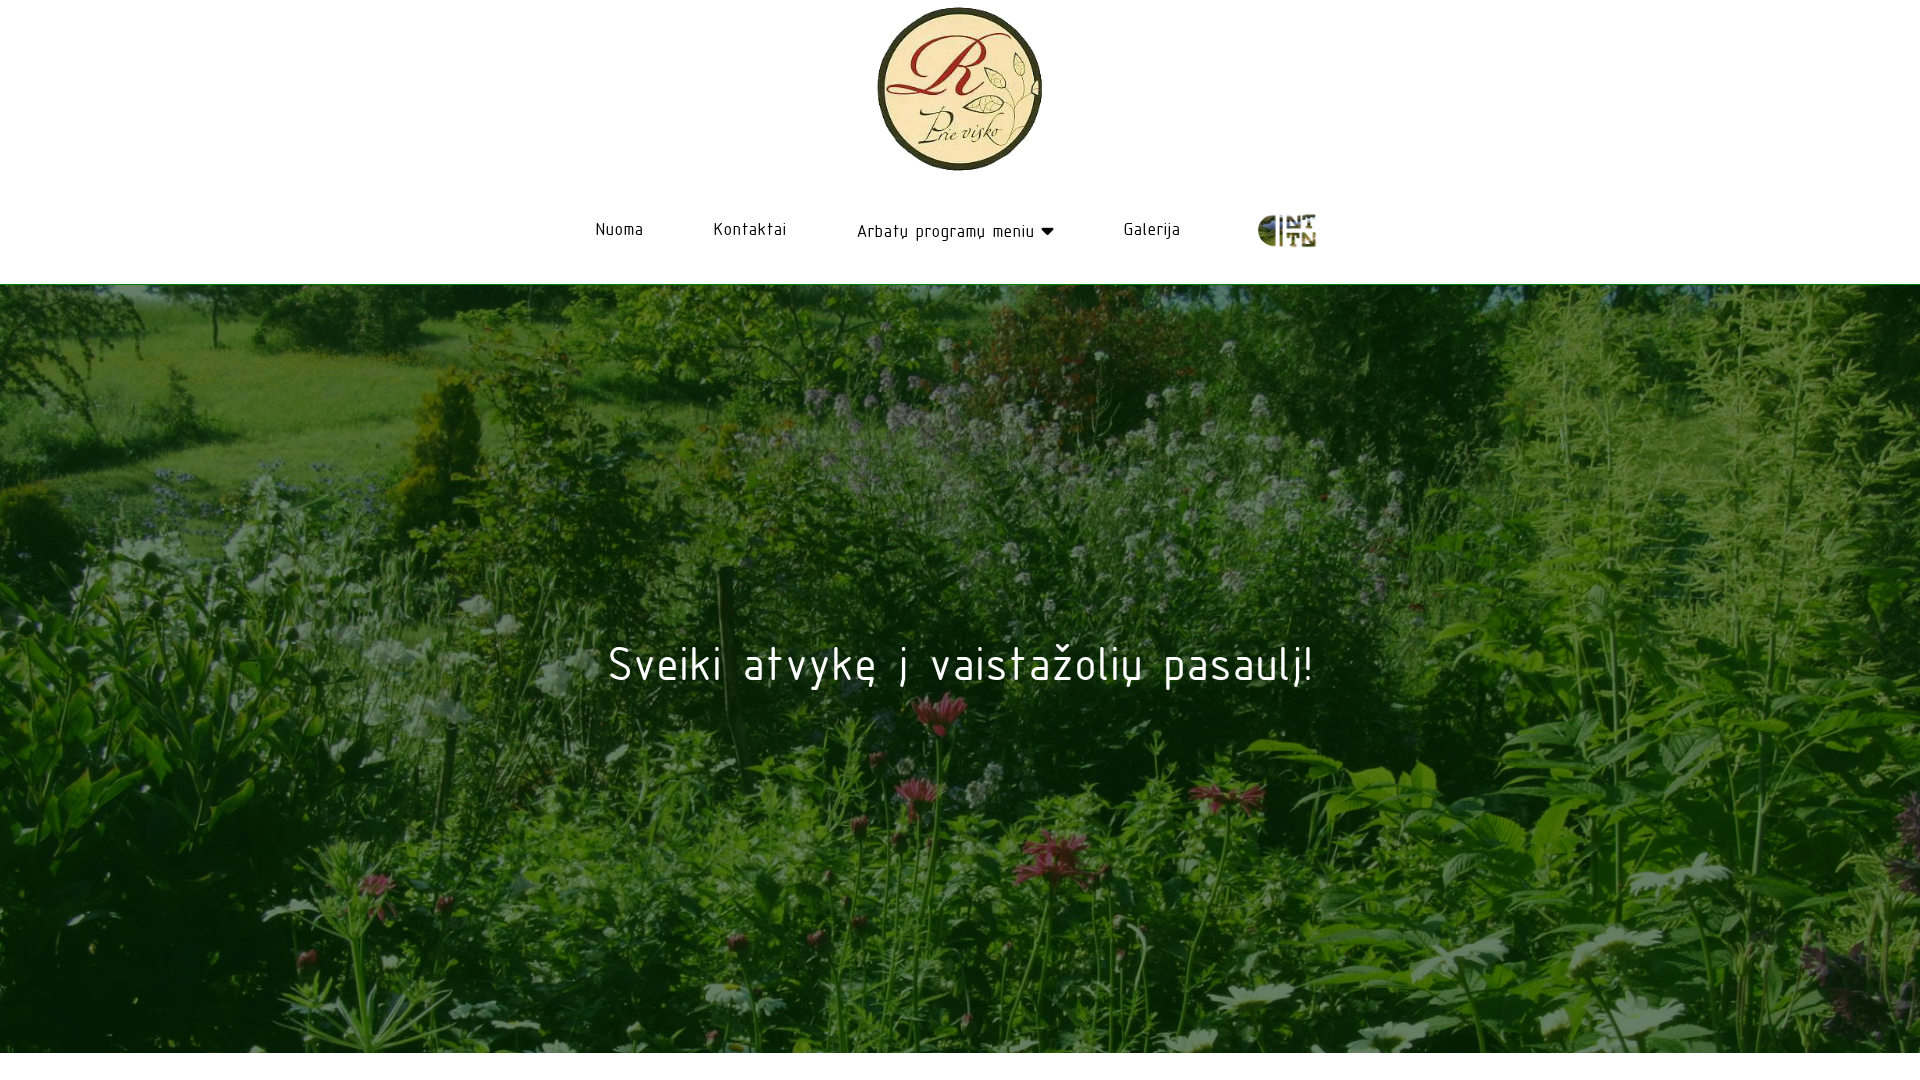 R
Prie visko
Nuoma
Kontaktai
Arbatų programų meniu
Galerija
NT
TN
Sveiki atvykę į vaistažolių pasaulį!